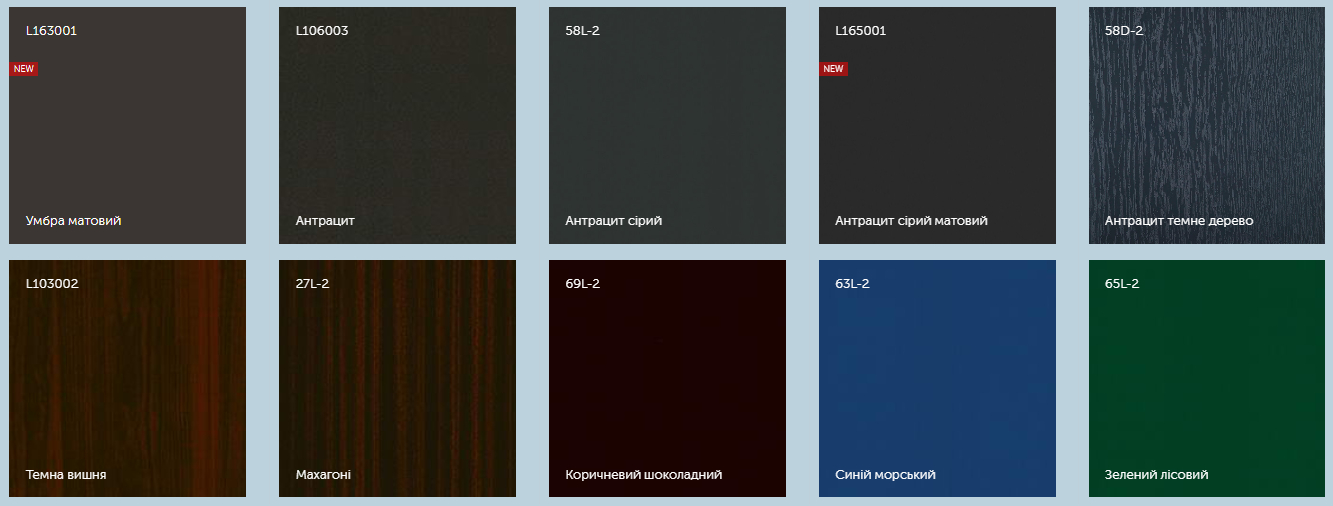 L163001
L106003
58L-2
L165001
58D-2
NEW
NEW
Умбра матовий
Антрацит
Антрацит сірий
Антрацит сірий матовий
Антрацит темне дерево
L103002
27L-2
69L-2
63L-2
65L-2
Темна вишня
Махагоні
Коричневий шоколадний
Синій морський
Зелений лісовий